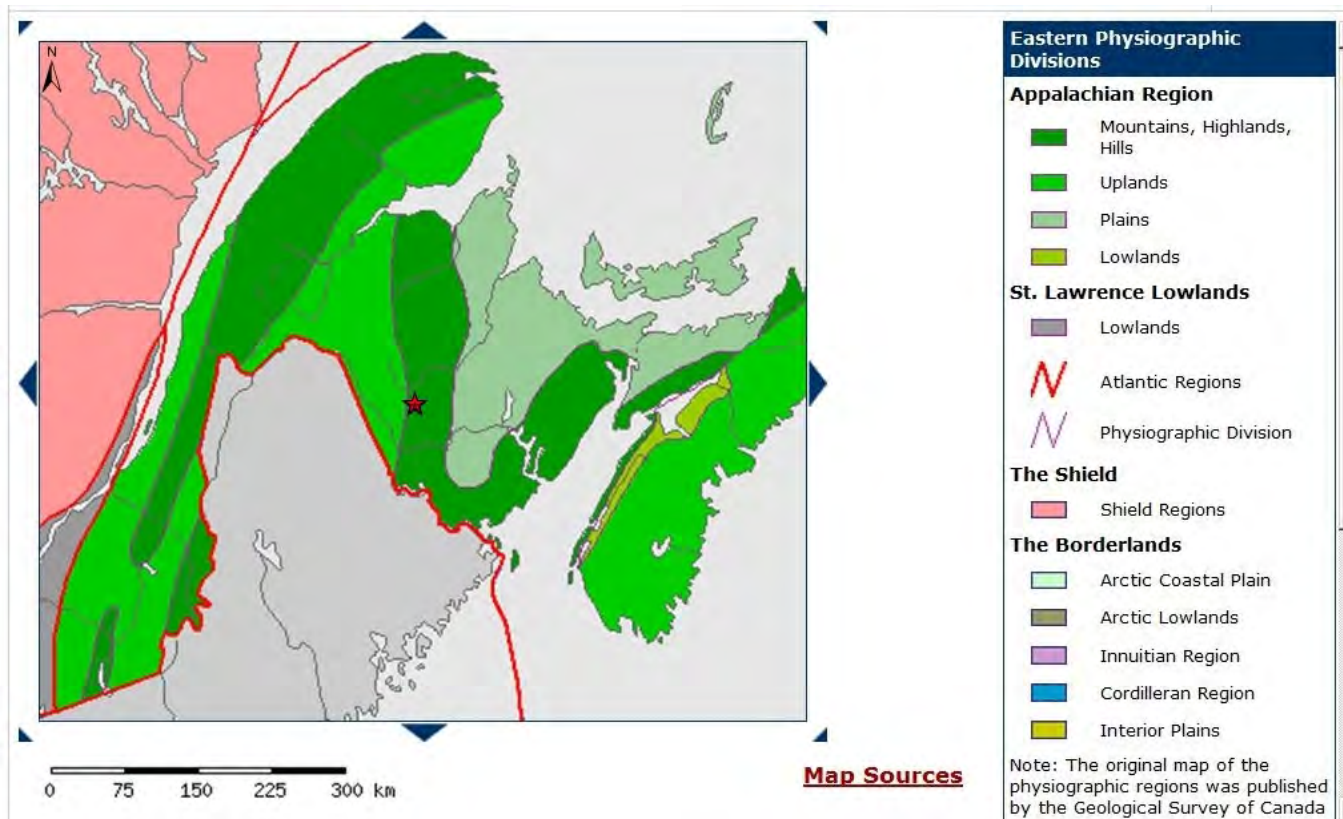 N
0 75 150 225 300 km
Map Sources
Eastern Physiographic
Divisions
Appalachian Region
Mountains, Highlands,
Hills
Uplands
Plains
Lowlands
St. Lawrence Lowlands
Lowlands
Atlantic Regions
Physiographic Division
The Shield
Shield Regions
The Borderlands
Arctic Coastal Plain
Arctic Lowlands
Innuitian Region
Cordilleran Region
Interior Plains
Note: The original map of the
physiographic regions was published
by the Geological Survey of Canada